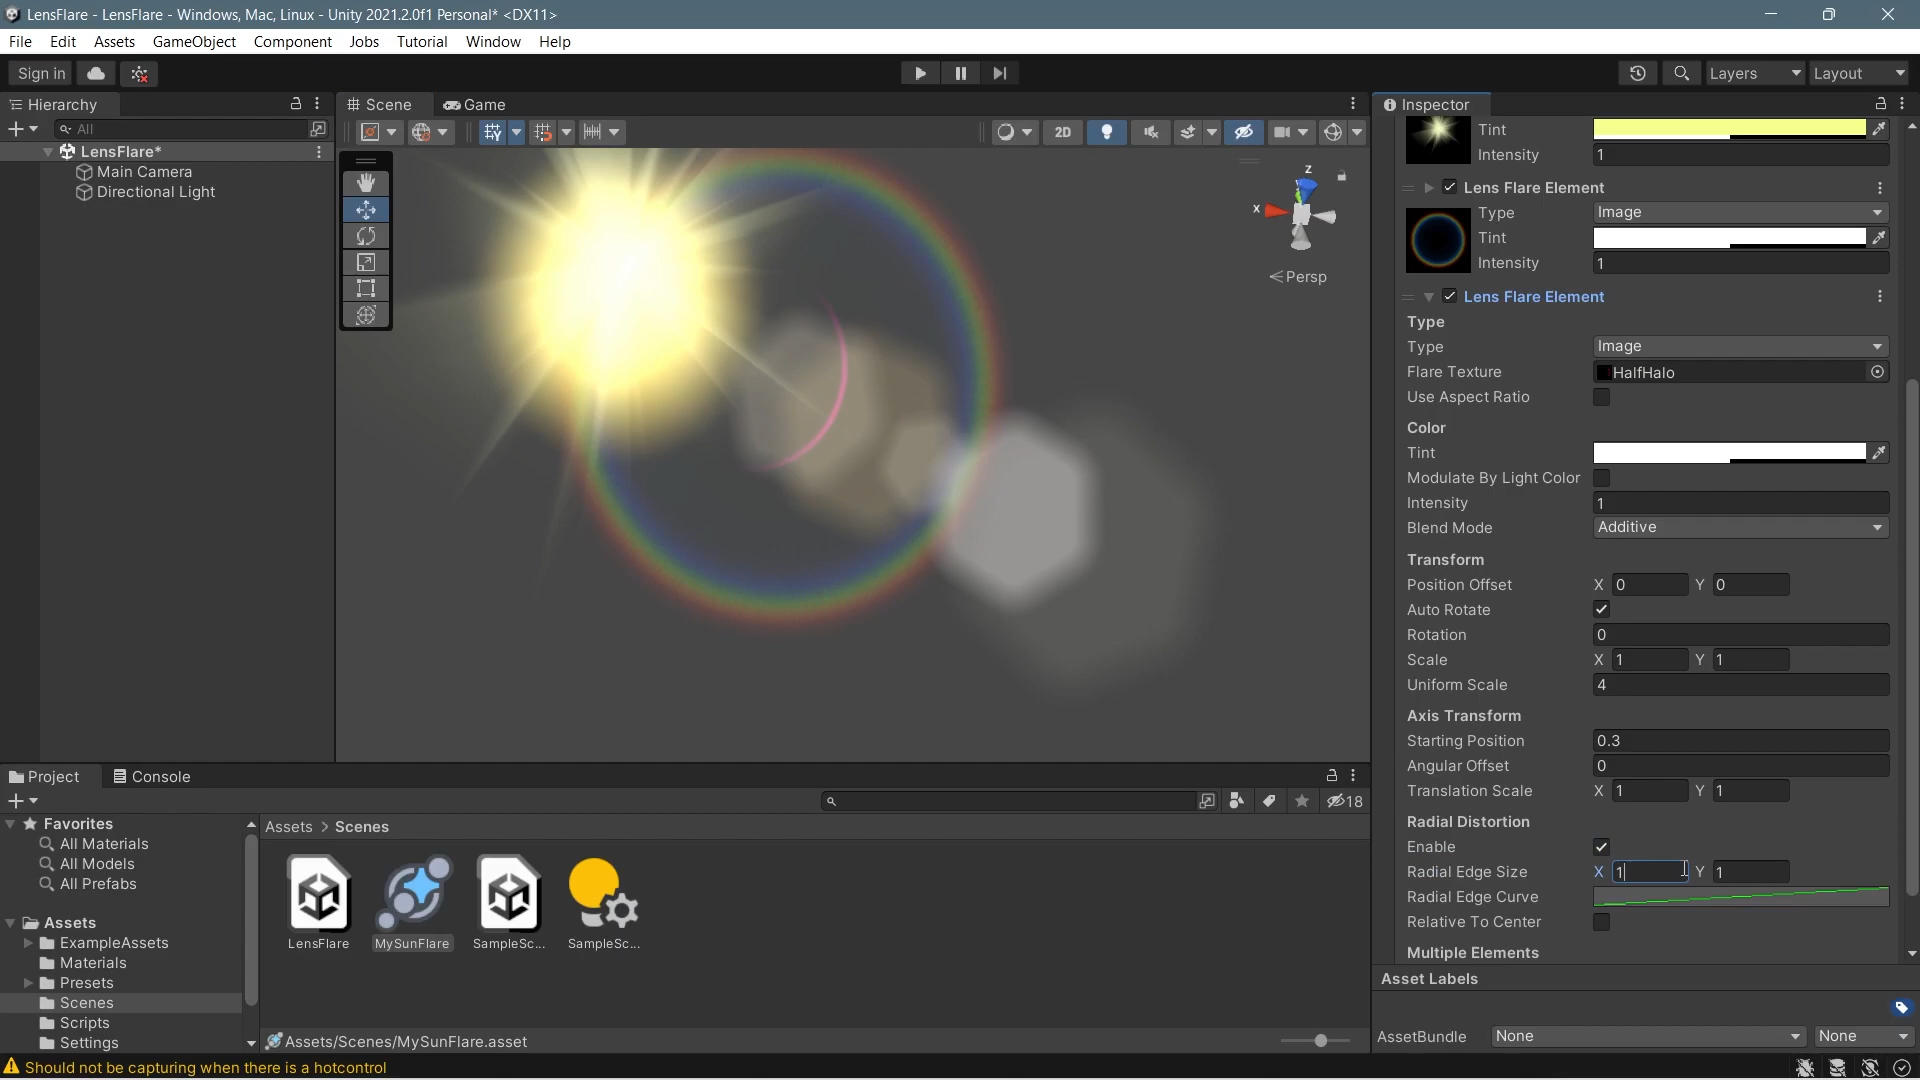 LensFlare - LensFlare - Windows, Mac, Linux - Unity 2021.2.0f1 Personal* <DX11>
File Edit Assets GameObject Component Jobs Tutorial Window Help
Sign in Layers Layout
Hierarchy Scene Game Inspector
All 2D
LensFlare*
Main Camera
Directional Light
Z
X
Persp
Tint
Intensity 1
Lens Flare Element
Type Image
Tint
Intensity 1
Lens Flare Element
Type
Type Image
Flare Texture HalfHalo
Use Aspect Ratio
Color
Tint
Modulate By Light Color
Intensity 1
Blend Mode Additive
Transform
Position Offset X 0 Y 0
Auto Rotate
Rotation 0
Scale X 1 Y 1
Uniform Scale 4
Axis Transform
Starting Position 0.3
Angular Offset 0
Translation Scale X 1 Y 1
Radial Distortion
Enable
Radial Edge Size X 1 Y 1
Radial Edge Curve
Relative To Center
Multiple Elements
Asset Labels
AssetBundle None None
Project Console
18
Favorites
All Materials
All Models
All Prefabs
Assets
ExampleAssets
Materials
Presets
Scenes
Scripts
Settings
Assets > Scenes
LensFlare MySunFlare SampleSc... SampleSc...
Assets/Scenes/MySunFlare.asset
Should not be capturing when there is a hotcontrol